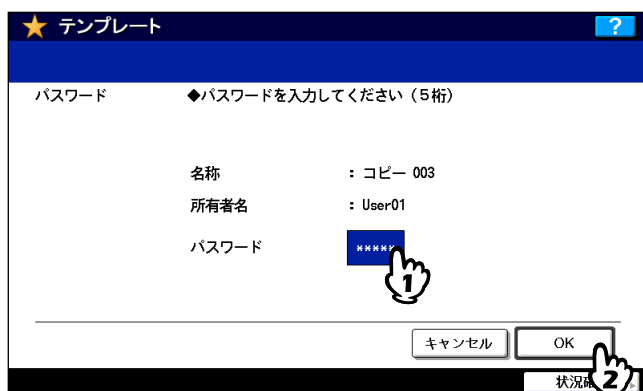 テンプレート ?
パスワード ◆パスワードを入力してください（5桁）
名称 : コピー 003
所有者名 : User01
パスワード *****
1
キャンセル OK
状況 2